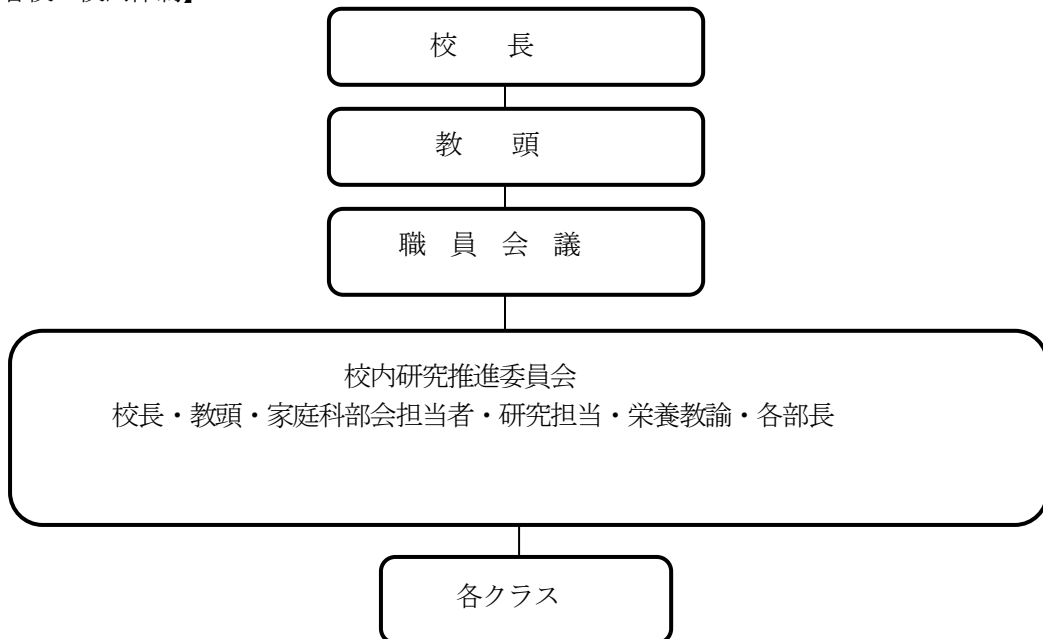 校　　長
教　　頭
職　員　会　議
校内研究推進委員会
校長・教頭・家庭科部会担当者・研究担当・栄養教諭・各部長
各クラス